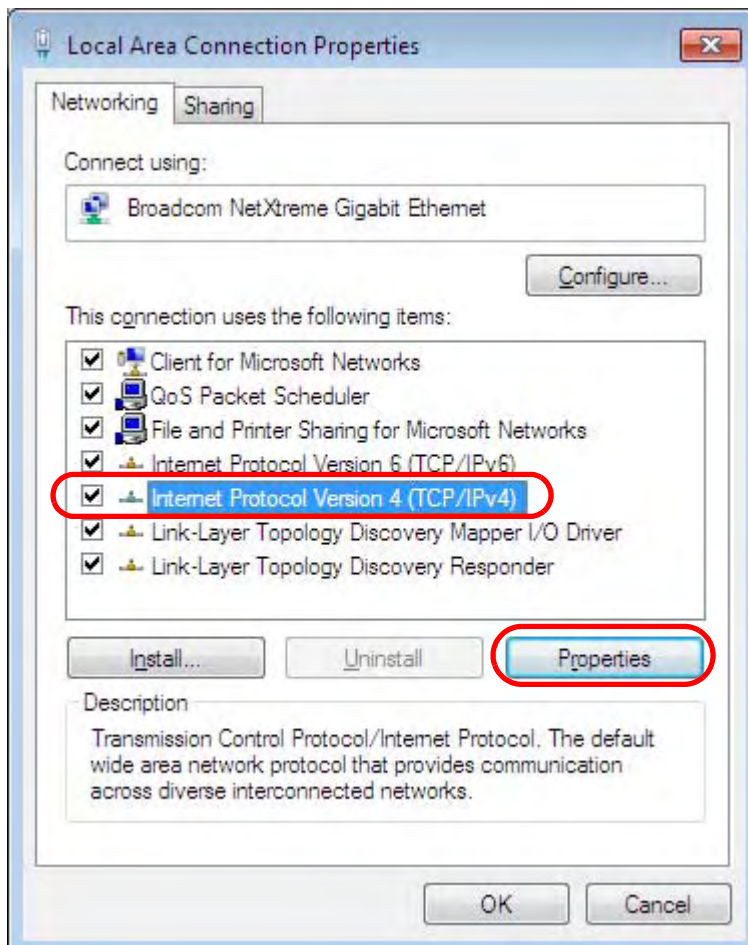 Local Area Connection Properties
Networking
Sharing
Connect using:
Broadcom NetXtreme Gigabit Ethernet
Configure...
This connection uses the following items:
Client for Microsoft Networks
QoS Packet Scheduler
File and Printer Sharing for Microsoft Networks
Internet Protocol Version 6 (TCP/IPv6)
Internet Protocol Version 4 (TCP/IPv4)
Link-Layer Topology Discovery Mapper I/O Driver
Link-Layer Topology Discovery Responder
Install...
Uninstall
Properties
Description
Transmission Control Protocol/Internet Protocol. The default
wide area network protocol that provides communication
across diverse interconnected networks.
OK
Cancel